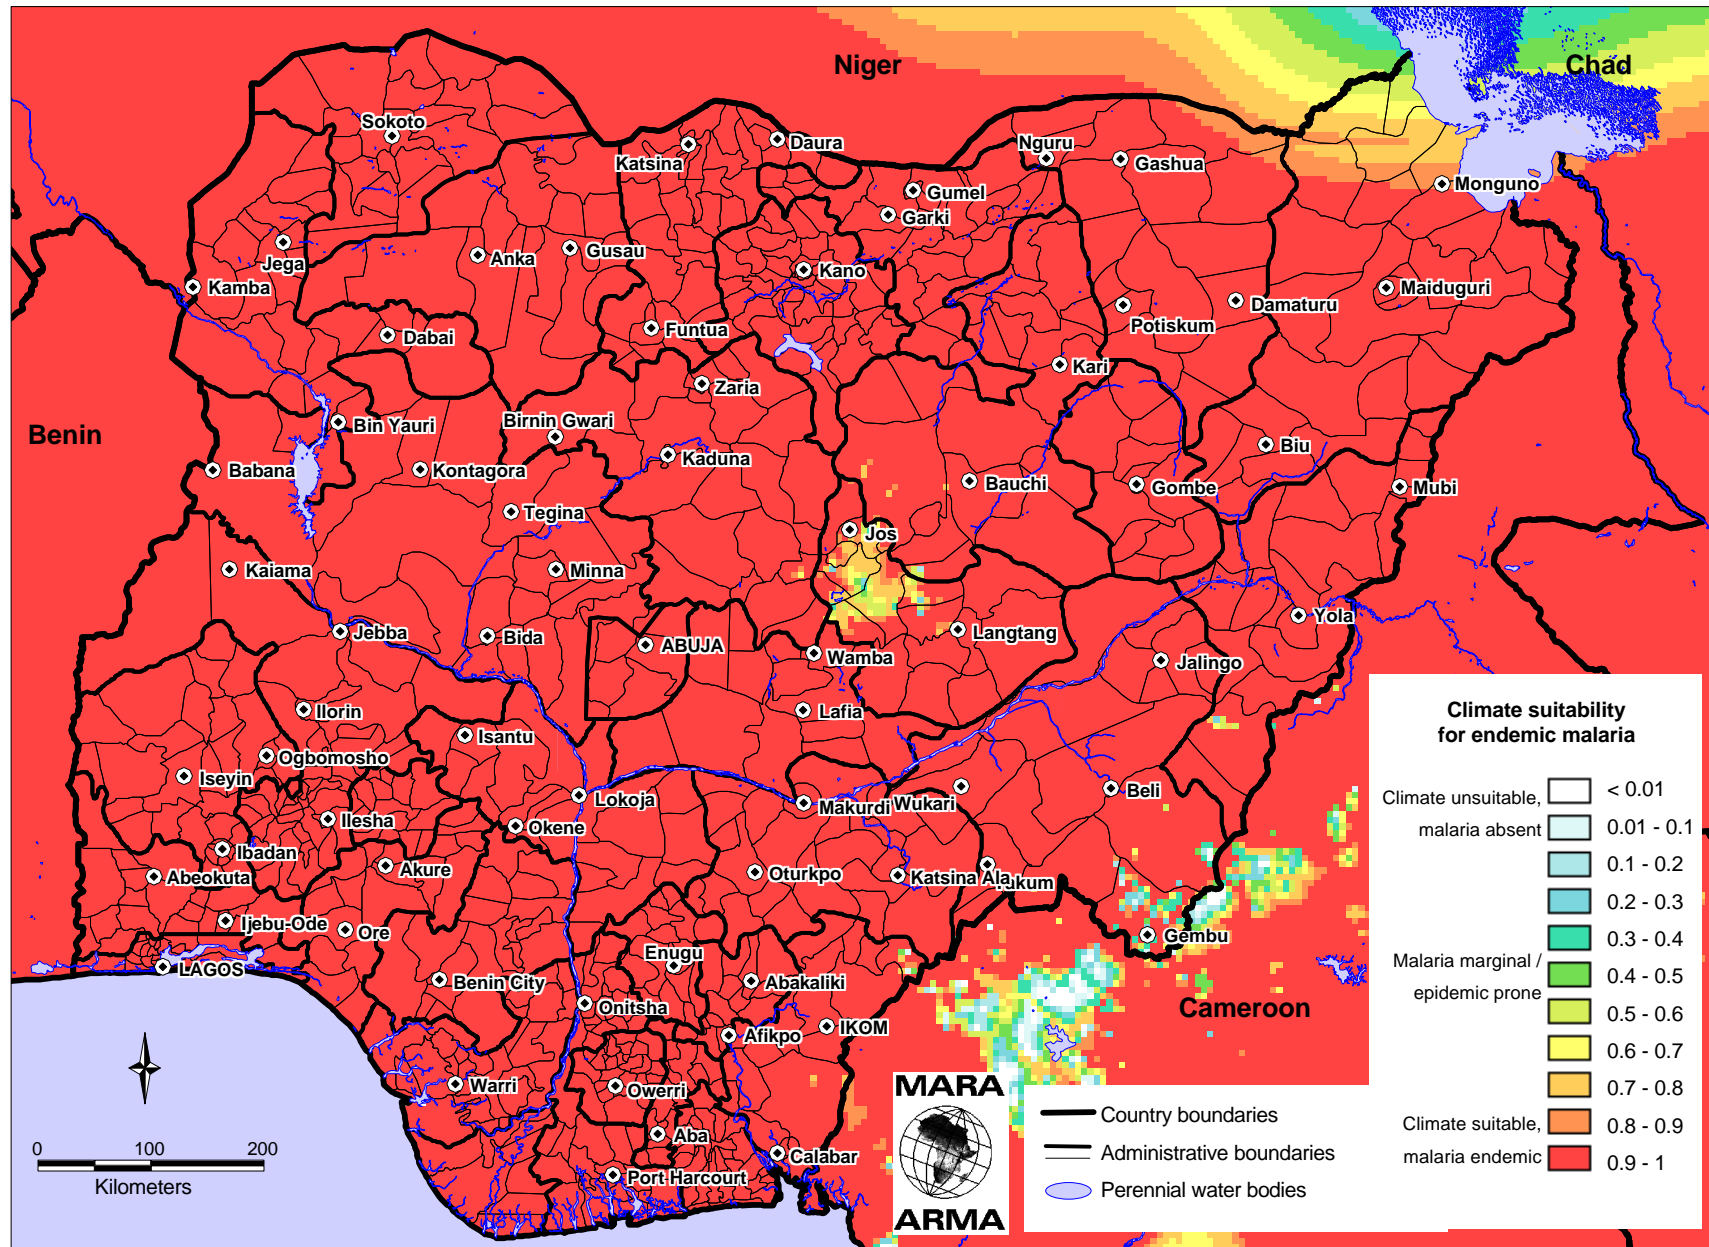 Niger
Chad
Sokoto
Daura
Katsina
Nguru
Gashua
Gumel
Monguno
Garki
Jega
Anka
Gusau
Kano
Kamba
Maiduguri
Damaturu
Potiskum
Dabai
Funtua
Kari
Zaria
Benin
Bin Yauri
Birnin Gwari
Biu
Kaduna
Babana
Kontagora
Bauchi
Gombe
Mubi
Tegina
Jos
Kaiama
Minna
Yola
Jebba
Bida
ABUJA
Langtang
Wamba
Jalingo
Ilorin
Lafia
Isantu
Ogbomosho
Iseyin
Lokoja
Makurdi
Wukari
Beli
Ilesha
Okene
Ibadan
Akure
Abeokuta
Oturkpo
Katsina Ala
kum
Ijebu-Ode
Ore
Gembu
Enugu
LAGOS
Benin City
Abakaliki
Onitsha
Cameroon
Afikpo
IKOM
Warri
Owerri
Aba
Calabar
Port Harcourt
0 100 200
Kilometers
MARA
ARMA
Country boundaries
Administrative boundaries
Perennial water bodies
Climate suitability
for endemic malaria
Climate unsuitable,
malaria absent
Malaria marginal /
epidemic prone
Climate suitable,
malaria endemic
< 0.01
0.01 - 0.1
0.1 - 0.2
0.2 - 0.3
0.3 - 0.4
0.4 - 0.5
0.5 - 0.6
0.6 - 0.7
0.7 - 0.8
0.8 - 0.9
0.9 - 1